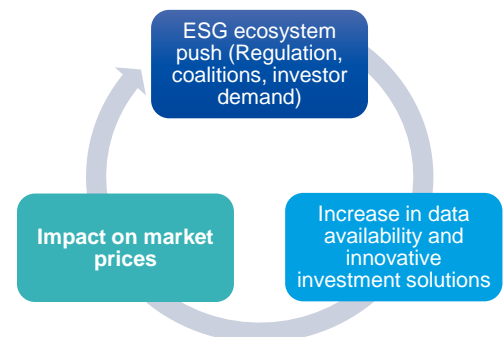 ESG ecosystem
push (Regulation,
coalitions, investor
demand)
Increase in data
availability and
innovative
investment solutions
Impact on market
prices